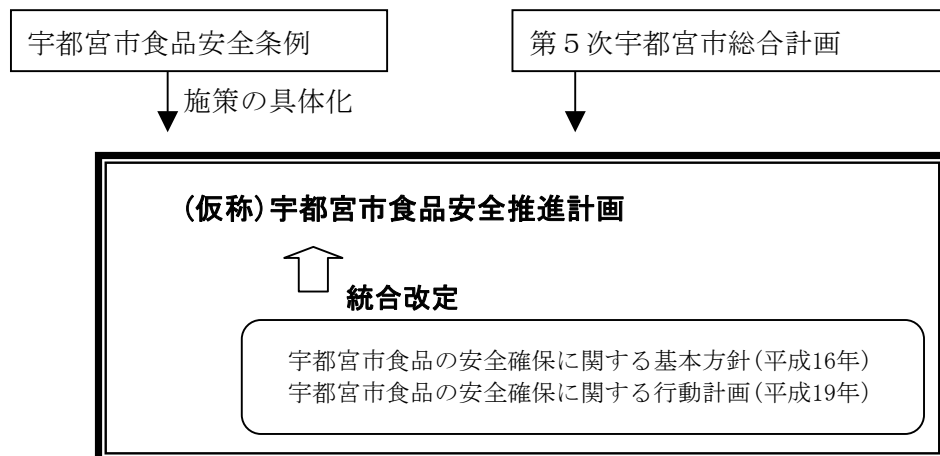 宇都宮市食品安全条例
第５次宇都宮市総合計画
施策の具体化
(仮称)宇都宮市食品安全推進計画
統合改定
宇都宮市食品の安全確保に関する基本方針(平成16年)
宇都宮市食品の安全確保に関する行動計画(平成19年)